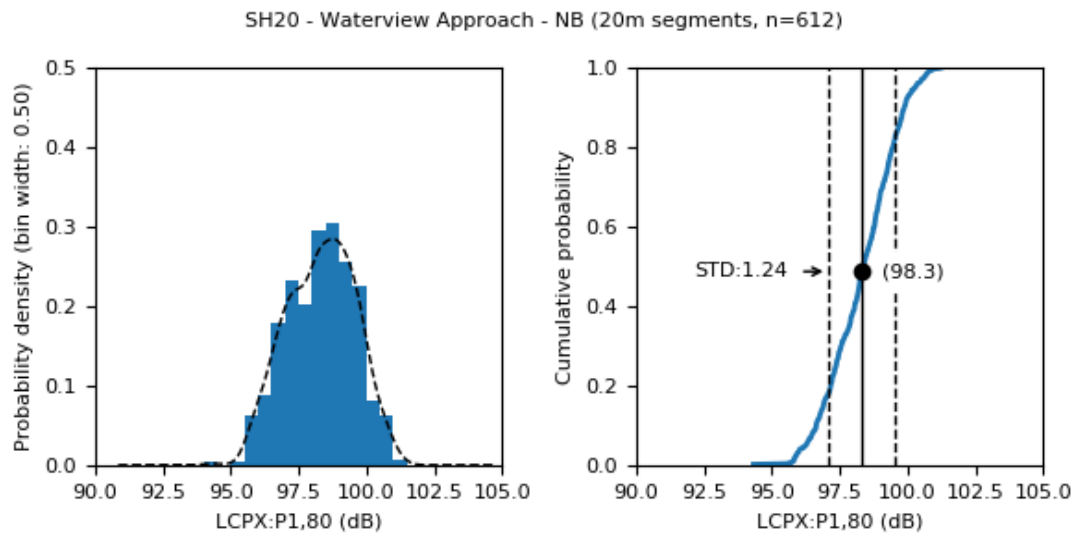 SH20 - Waterview Approach - NB (20m segments, n=612)
Probability density (bin width: 0.50)
0.5
0.4
0.3
0.2
0.1
0.0
90.0 92.5 95.0 97.5 100.0 102.5 105.0
LCPX:P1,80 (dB)
Cumulative probability
1.0
0.8
0.6
0.4
0.2
0.0
STD:1.24
(98.3)
90.0 92.5 95.0 97.5 100.0 102.5 105.0
LCPX:P1,80 (dB)